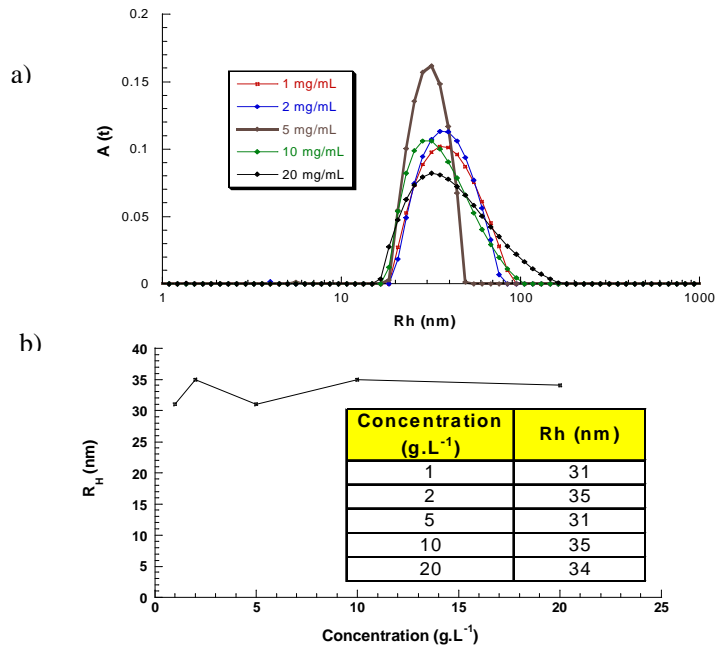 a)
0.2
0.15
0.1
0.05
0
A (t)
1 mg/mL
2 mg/mL
5 mg/mL
10 mg/mL
20 mg/mL
1 10 100 1000
Rh (nm)
b)
40
35
30
25
20
15
10
5
0
R_H (nm)
Concentration (g.L⁻¹) Rh (nm)
1 31
2 35
5 31
10 35
20 34
0 5 10 15 20 25
Concentration (g.L⁻¹)